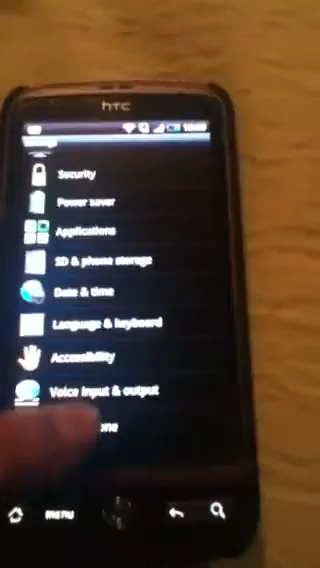 htc
Security
Power saver
Applications
SD & phone storage
Date & time
Language & keyboard
Accessibility
Voice input & output
menu